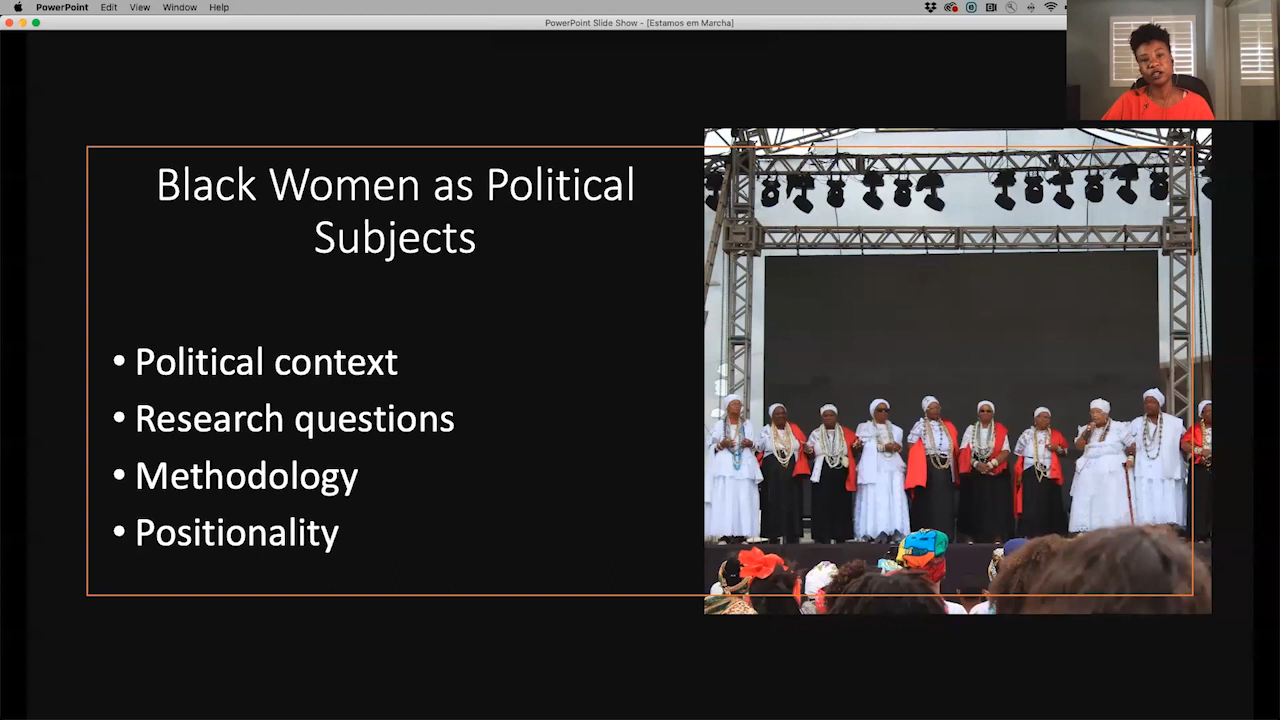 PowerPoint Edit View Window Help
PowerPoint Slide Show - [Estamos em Marcha]
Black Women as Political
Subjects
• Political context
• Research questions
• Methodology
• Positionality